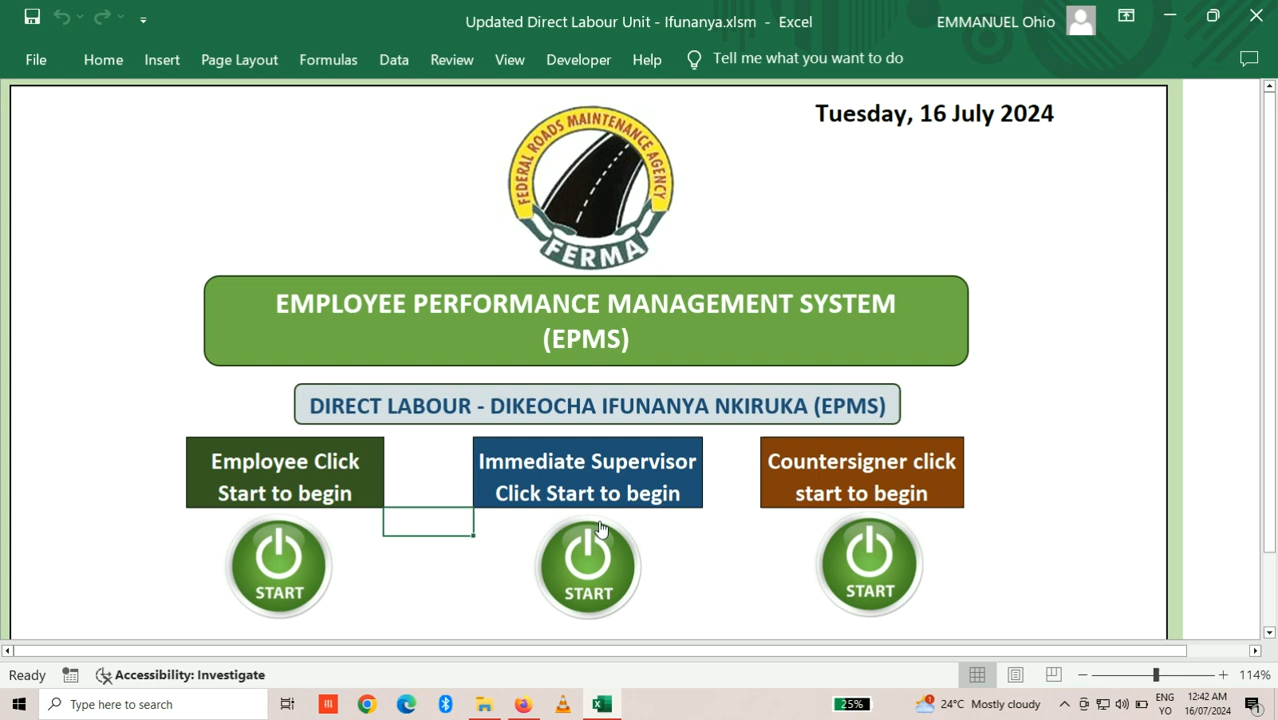 Updated Direct Labour Unit - Ifunanya.xlsm - Excel
EMMANUEL Ohio
File Home Insert Page Layout Formulas Data Review View Developer Help Tell me what you want to do
Tuesday, 16 July 2024
FEDERAL ROADS MAINTENANCE AGENCY
FERMA
EMPLOYEE PERFORMANCE MANAGEMENT SYSTEM
(EPMS)
DIRECT LABOUR - DIKEOCHA IFUNANYA NKIRUKA (EPMS)
Employee Click
Start to begin
Immediate Supervisor
Click Start to begin
Countersigner click
start to begin
START
START
START
Ready
Accessibility: Investigate
114%
Type here to search
25%
24°C Mostly cloudy
ENG
YO
12:42 AM
16/07/2024
1